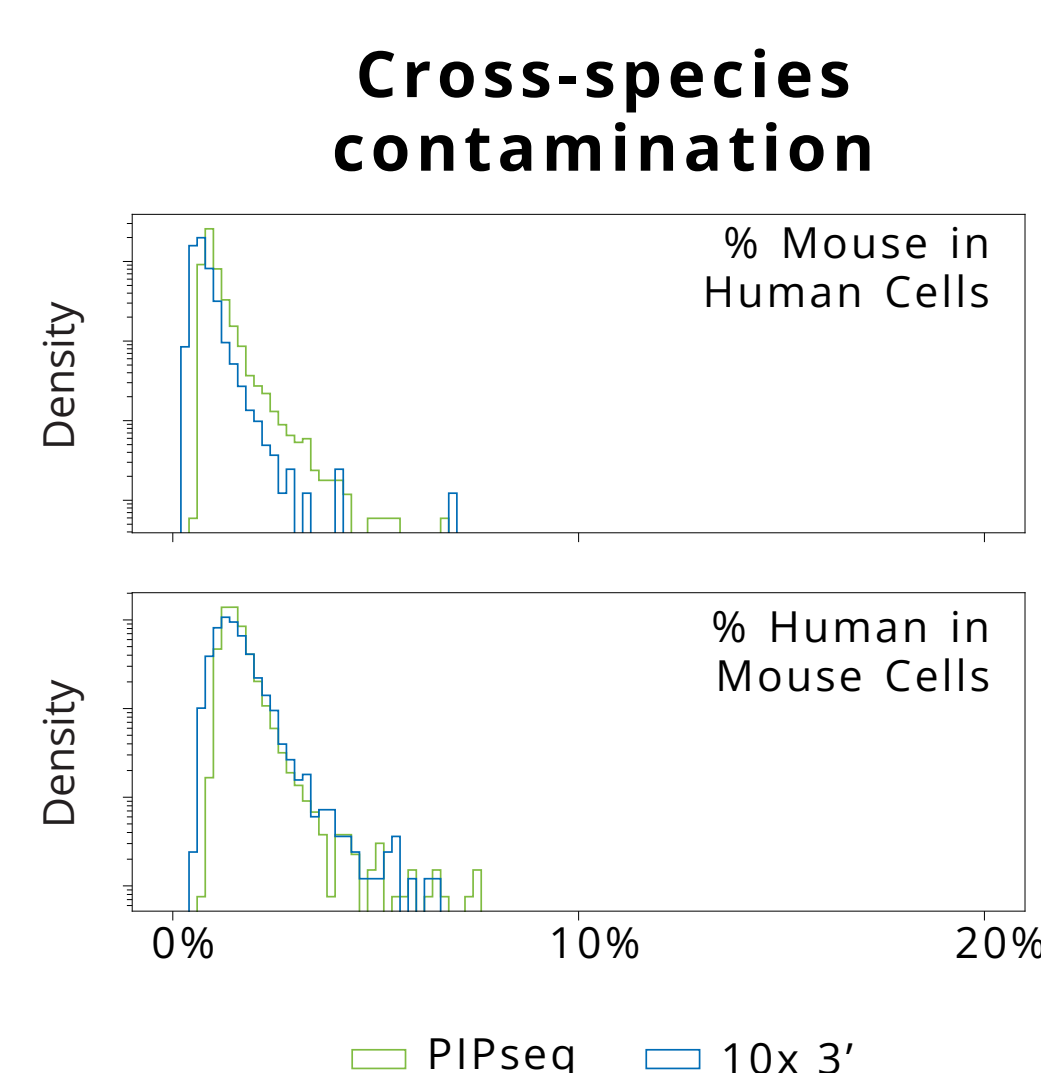 Cross-species
contamination
% Mouse in
Human Cells
Density
% Human in
Mouse Cells
Density
0% 10% 20%
PIPseq 10x 3′